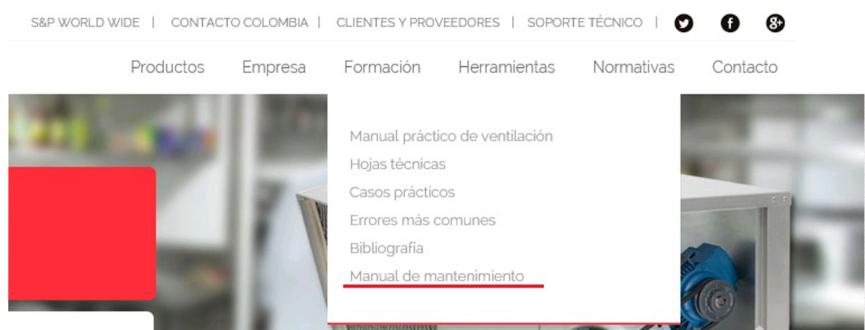 S&P WORLD WIDE | CONTACTO COLOMBIA | CLIENTES Y PROVEEDORES | SOPORTE TÉCNICO |
Productos Empresa Formación Herramientas Normativas Contacto
Manual práctico de ventilación
Hojas técnicas
Casos prácticos
Errores más comunes
Bibliografía
Manual de mantenimiento